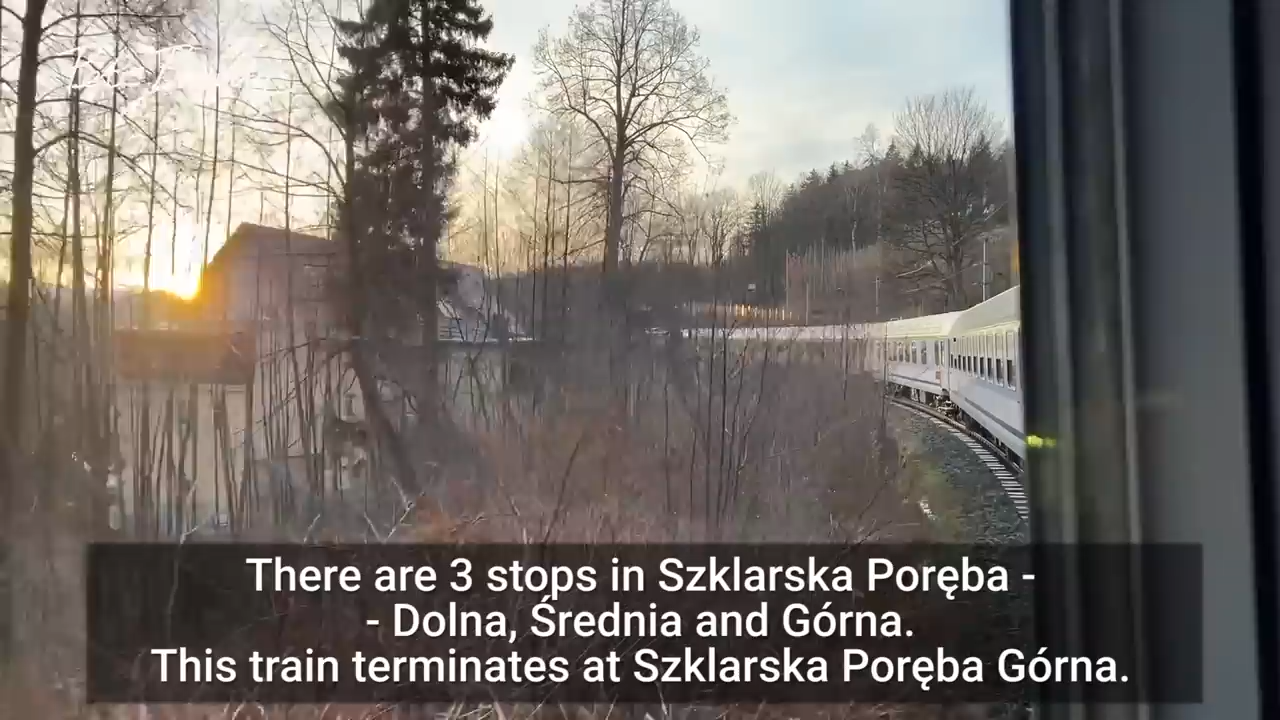 There are 3 stops in Szklarska Poręba -
- Dolna, Średnia and Górna.
This train terminates at Szklarska Poręba Górna.